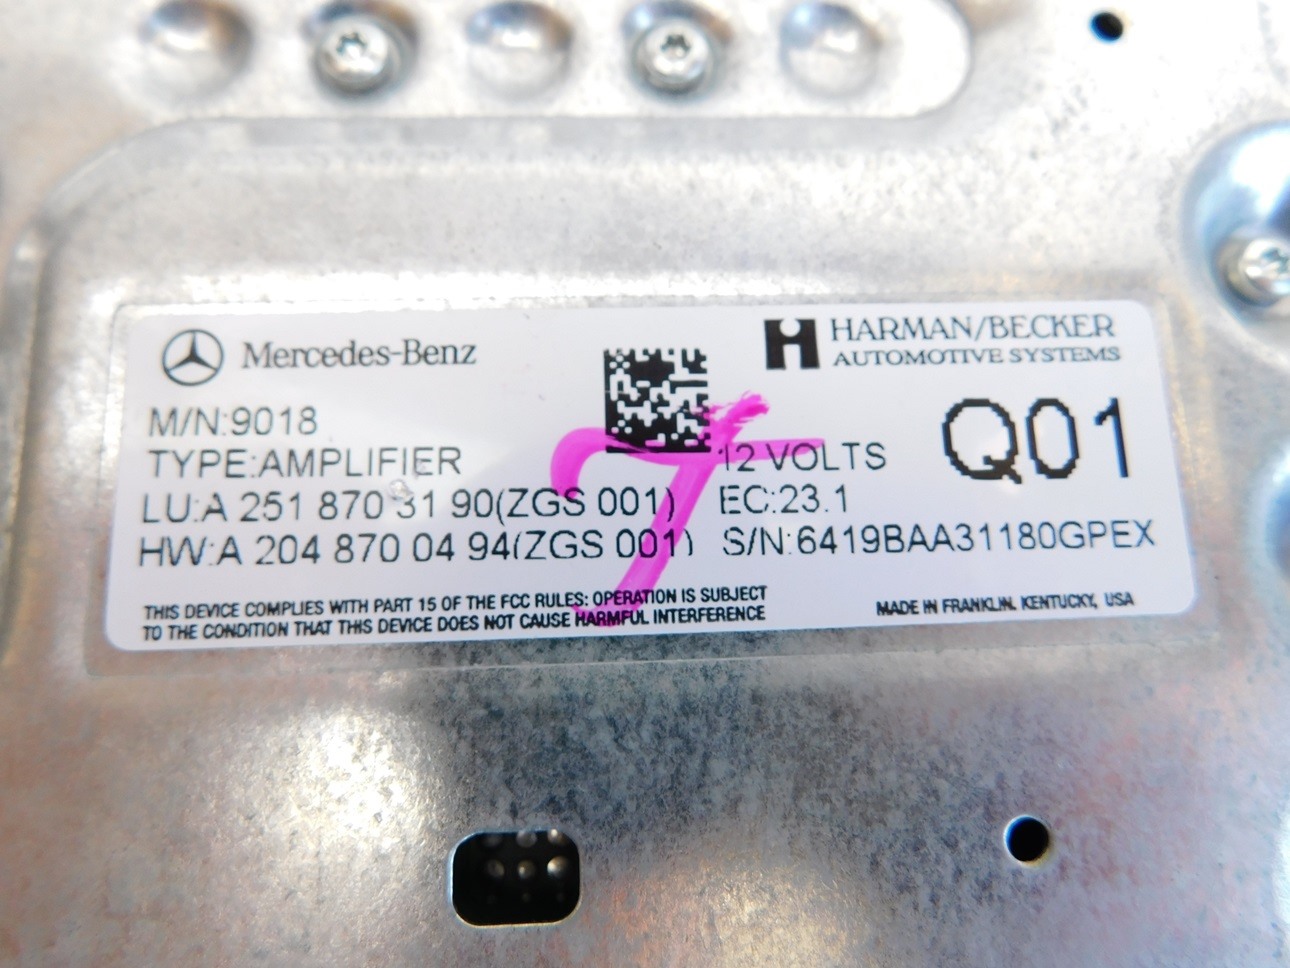 Mercedes-Benz
HARMAN/BECKER
AUTOMOTIVE SYSTEMS
M/N:9018
TYPE:AMPLIFIER
12 VOLTS
Q01
LU:A 251 870 31 90(ZGS 001)
EC:23.1
HW:A 204 870 04 94(ZGS 001)
S/N:6419BAA31180GPEX
THIS DEVICE COMPLIES WITH PART 15 OF THE FCC RULES; OPERATION IS SUBJECT
TO THE CONDITION THAT THIS DEVICE DOES NOT CAUSE HARMFUL INTERFERENCE
MADE IN FRANKLIN, KENTUCKY, USA